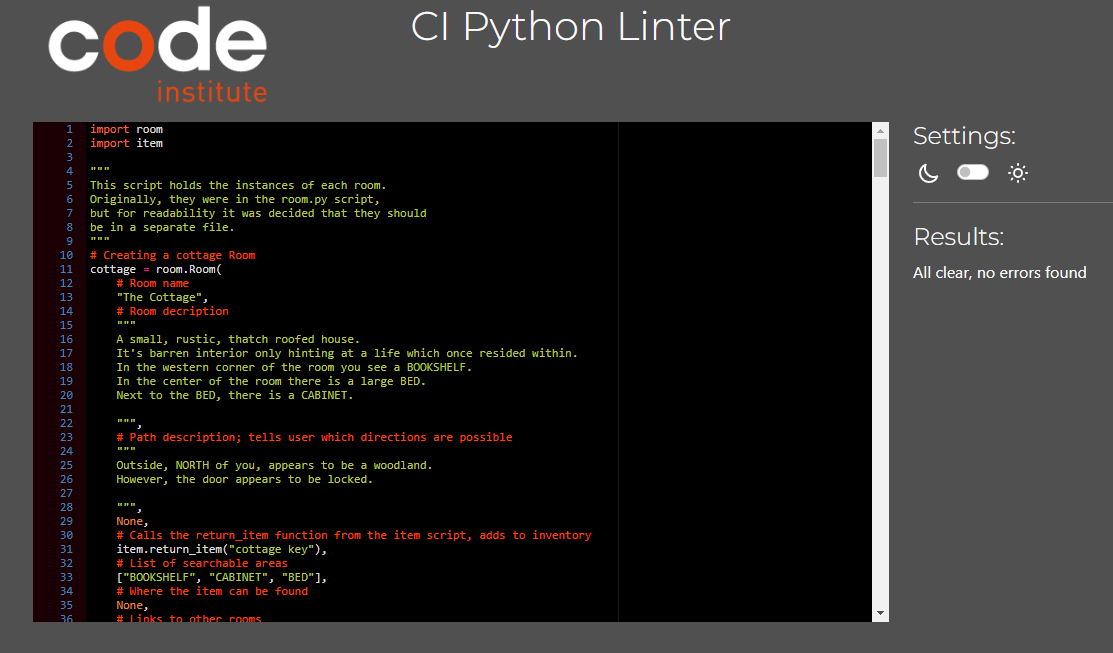 code
institute
CI Python Linter
1 import room
2 import item
3
4 """
5 This script holds the instances of each room.
6 Originally, they were in the room.py script,
7 but for readability it was decided that they should
8 be in a separate file.
9 """
10 # Creating a cottage Room
11 cottage = room.Room(
12 # Room name
13 "The Cottage",
14 # Room decription
15 """
16 A small, rustic, thatch roofed house.
17 It's barren interior only hinting at a life which once resided within.
18 In the western corner of the room you see a BOOKSHELF.
19 In the center of the room there is a large BED.
20 Next to the BED, there is a CABINET.
21
22 """,
23 # Path description; tells user which directions are possible
24 """
25 Outside, NORTH of you, appears to be a woodland.
26 However, the door appears to be locked.
27
28 """,
29 None,
30 # Calls the return_item function from the item script, adds to inventory
31 item.return_item("cottage key"),
32 # List of searchable areas
33 ["BOOKSHELF", "CABINET", "BED"],
34 # Where the item can be found
35 None,
36 # Links to other rooms
Settings:
Results:
All clear, no errors found